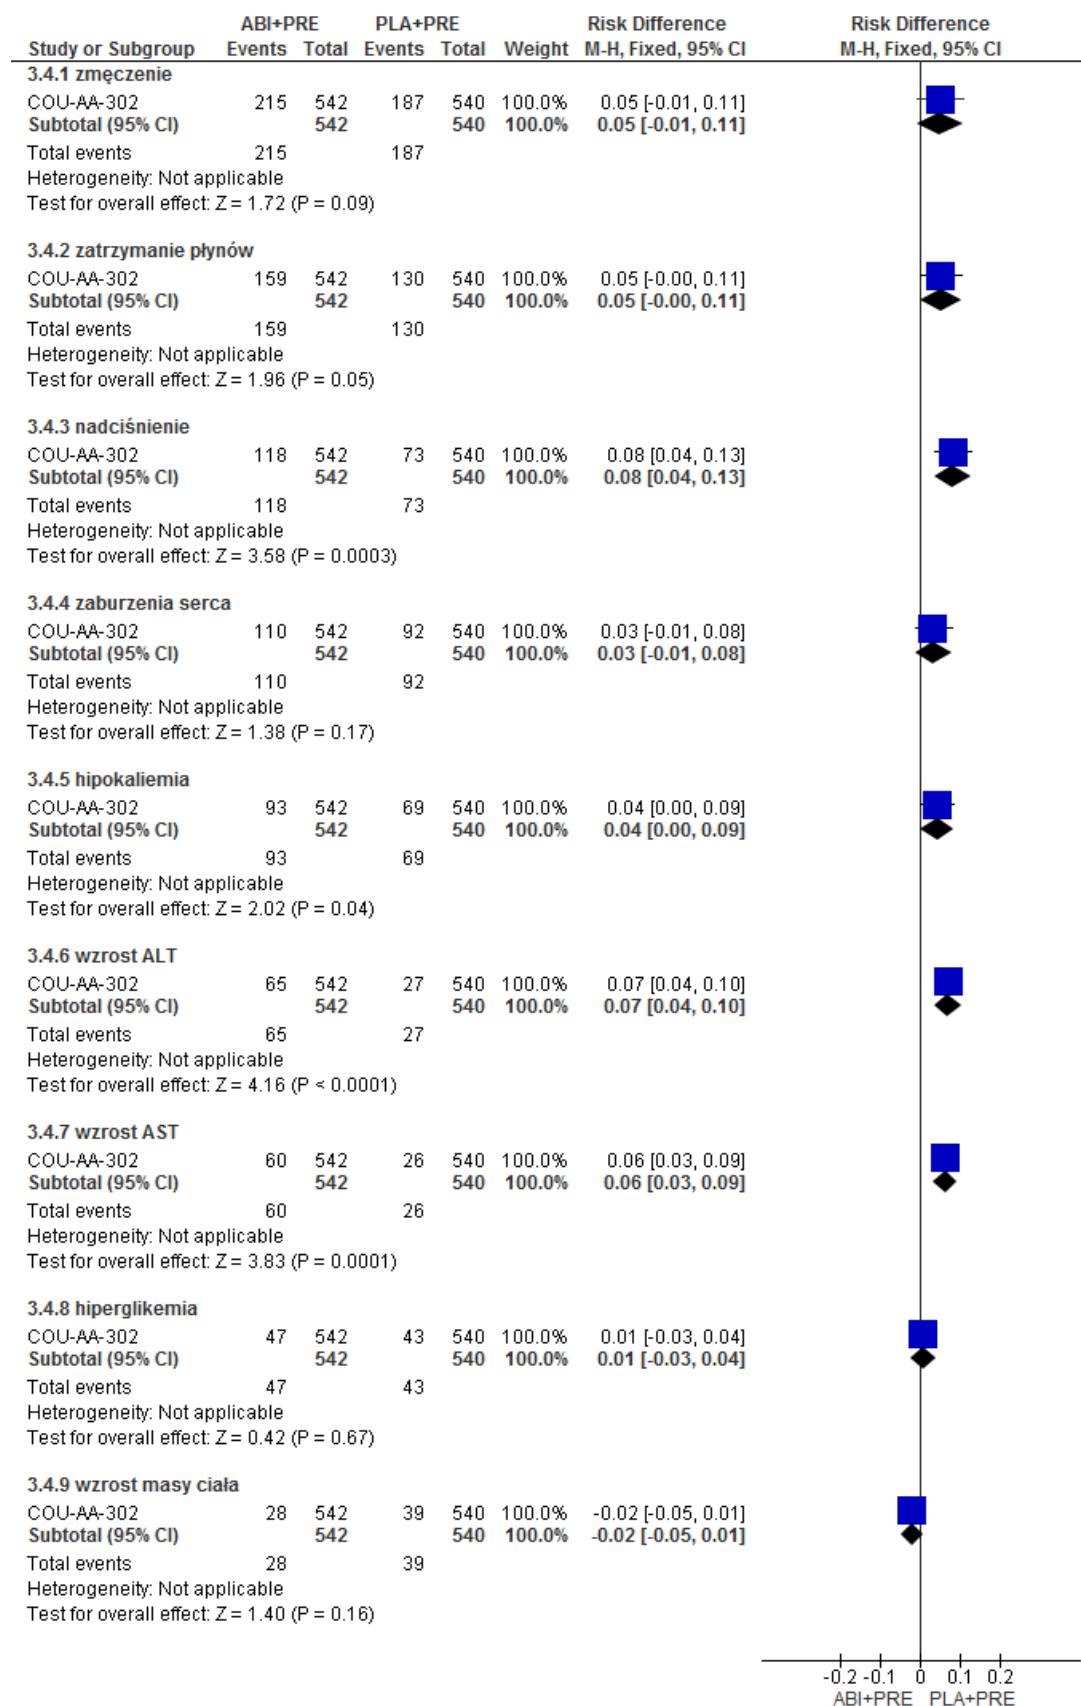 ABI+PRE PLA+PRE Risk Difference Risk Difference
Study or Subgroup Events Total Events Total Weight M-H, Fixed, 95% CI M-H, Fixed, 95% CI
3.4.1 zmęczenie
COU-AA-302 215 542 187 540 100.0% 0.05 [-0.01, 0.11]
Subtotal (95% CI) 542 540 100.0% 0.05 [-0.01, 0.11]
Total events 215 187
Heterogeneity: Not applicable
Test for overall effect: Z = 1.72 (P = 0.09)
3.4.2 zatrzymanie płynów
COU-AA-302 159 542 130 540 100.0% 0.05 [-0.00, 0.11]
Subtotal (95% CI) 542 540 100.0% 0.05 [-0.00, 0.11]
Total events 159 130
Heterogeneity: Not applicable
Test for overall effect: Z = 1.96 (P = 0.05)
3.4.3 nadciśnienie
COU-AA-302 118 542 73 540 100.0% 0.08 [0.04, 0.13]
Subtotal (95% CI) 542 540 100.0% 0.08 [0.04, 0.13]
Total events 118 73
Heterogeneity: Not applicable
Test for overall effect: Z = 3.58 (P = 0.0003)
3.4.4 zaburzenia serca
COU-AA-302 110 542 92 540 100.0% 0.03 [-0.01, 0.08]
Subtotal (95% CI) 542 540 100.0% 0.03 [-0.01, 0.08]
Total events 110 92
Heterogeneity: Not applicable
Test for overall effect: Z = 1.38 (P = 0.17)
3.4.5 hipokaliemia
COU-AA-302 93 542 69 540 100.0% 0.04 [0.00, 0.09]
Subtotal (95% CI) 542 540 100.0% 0.04 [0.00, 0.09]
Total events 93 69
Heterogeneity: Not applicable
Test for overall effect: Z = 2.02 (P = 0.04)
3.4.6 wzrost ALT
COU-AA-302 65 542 27 540 100.0% 0.07 [0.04, 0.10]
Subtotal (95% CI) 542 540 100.0% 0.07 [0.04, 0.10]
Total events 65 27
Heterogeneity: Not applicable
Test for overall effect: Z = 4.16 (P < 0.0001)
3.4.7 wzrost AST
COU-AA-302 60 542 26 540 100.0% 0.06 [0.03, 0.09]
Subtotal (95% CI) 542 540 100.0% 0.06 [0.03, 0.09]
Total events 60 26
Heterogeneity: Not applicable
Test for overall effect: Z = 3.83 (P = 0.0001)
3.4.8 hiperglikemia
COU-AA-302 47 542 43 540 100.0% 0.01 [-0.03, 0.04]
Subtotal (95% CI) 542 540 100.0% 0.01 [-0.03, 0.04]
Total events 47 43
Heterogeneity: Not applicable
Test for overall effect: Z = 0.42 (P = 0.67)
3.4.9 wzrost masy ciała
COU-AA-302 28 542 39 540 100.0% -0.02 [-0.05, 0.01]
Subtotal (95% CI) 542 540 100.0% -0.02 [-0.05, 0.01]
Total events 28 39
Heterogeneity: Not applicable
Test for overall effect: Z = 1.40 (P = 0.16)
-0.2 -0.1 0 0.1 0.2
ABI+PRE PLA+PRE